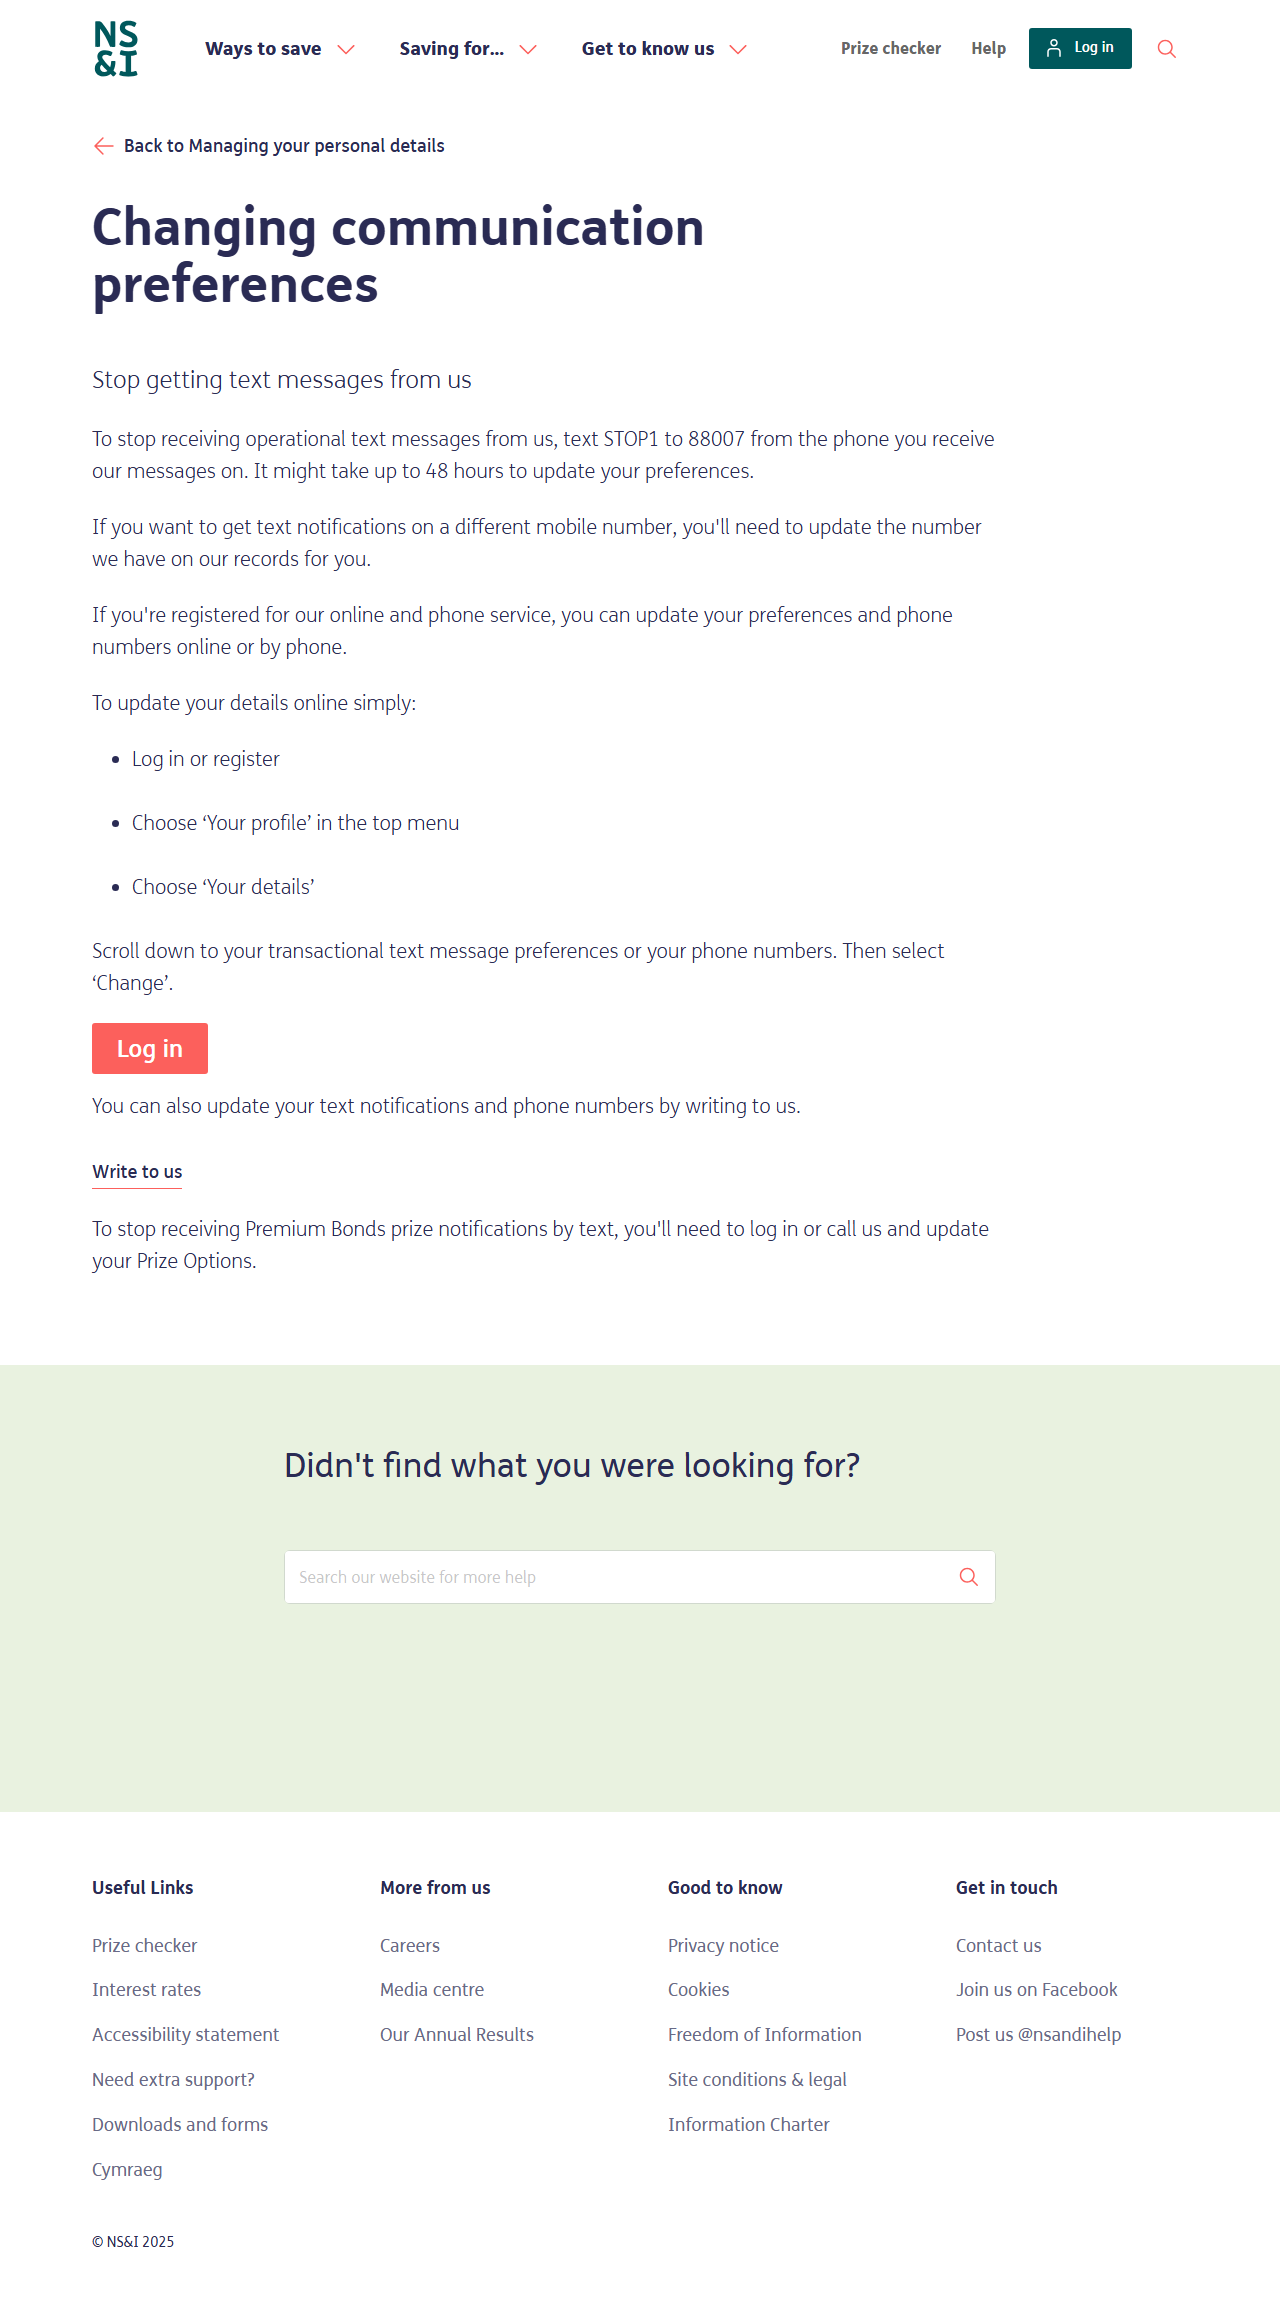 NS
&I
Ways to save
Saving for...
Get to know us
Prize checker
Help
Log in
Back to Managing your personal details
Changing communication
preferences
Stop getting text messages from us
To stop receiving operational text messages from us, text STOP1 to 88007 from the phone you receive
our messages on. It might take up to 48 hours to update your preferences.
If you want to get text notifications on a different mobile number, you'll need to update the number
we have on our records for you.
If you're registered for our online and phone service, you can update your preferences and phone
numbers online or by phone.
To update your details online simply:
• Log in or register
• Choose ‘Your profile’ in the top menu
• Choose ‘Your details’
Scroll down to your transactional text message preferences or your phone numbers. Then select
‘Change’.
Log in
You can also update your text notifications and phone numbers by writing to us.
Write to us
To stop receiving Premium Bonds prize notifications by text, you'll need to log in or call us and update
your Prize Options.
Didn't find what you were looking for?
Search our website for more help
Useful Links
Prize checker
Interest rates
Accessibility statement
Need extra support?
Downloads and forms
Cymraeg
More from us
Careers
Media centre
Our Annual Results
Good to know
Privacy notice
Cookies
Freedom of Information
Site conditions & legal
Information Charter
Get in touch
Contact us
Join us on Facebook
Post us @nsandihelp
© NS&I 2025